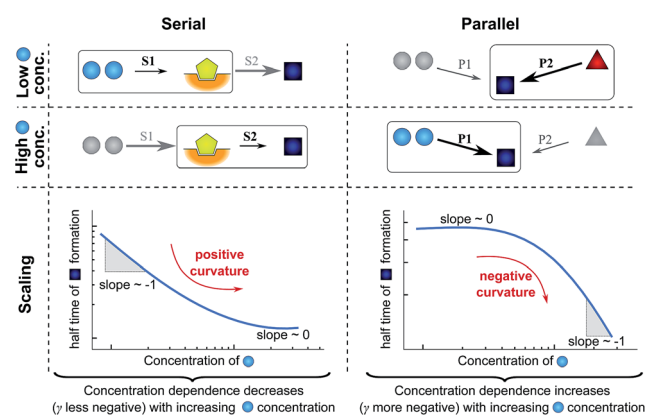 Serial
Parallel
Low conc.
S1
S2
P1
P2
High conc.
S1
S2
P1
P2
Scaling
half time of formation
positive
curvature
slope ~ -1
slope ~ 0
Concentration of
half time of formation
slope ~ 0
negative
curvature
slope ~ -1
Concentration of
Concentration dependence decreases
(γ less negative) with increasing concentration
Concentration dependence increases
(γ more negative) with increasing concentration